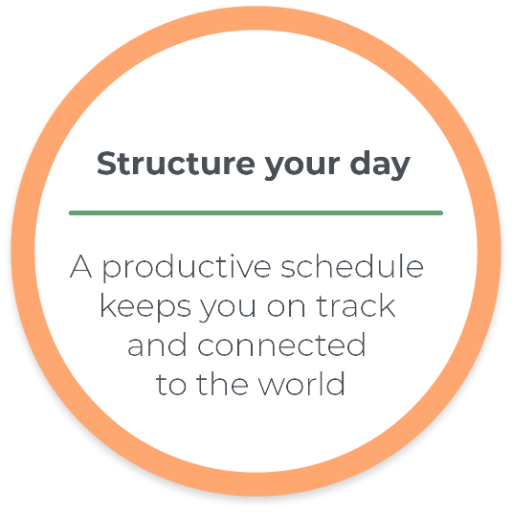 Structure your day
A productive schedule
keeps you on track
and connected
to the world